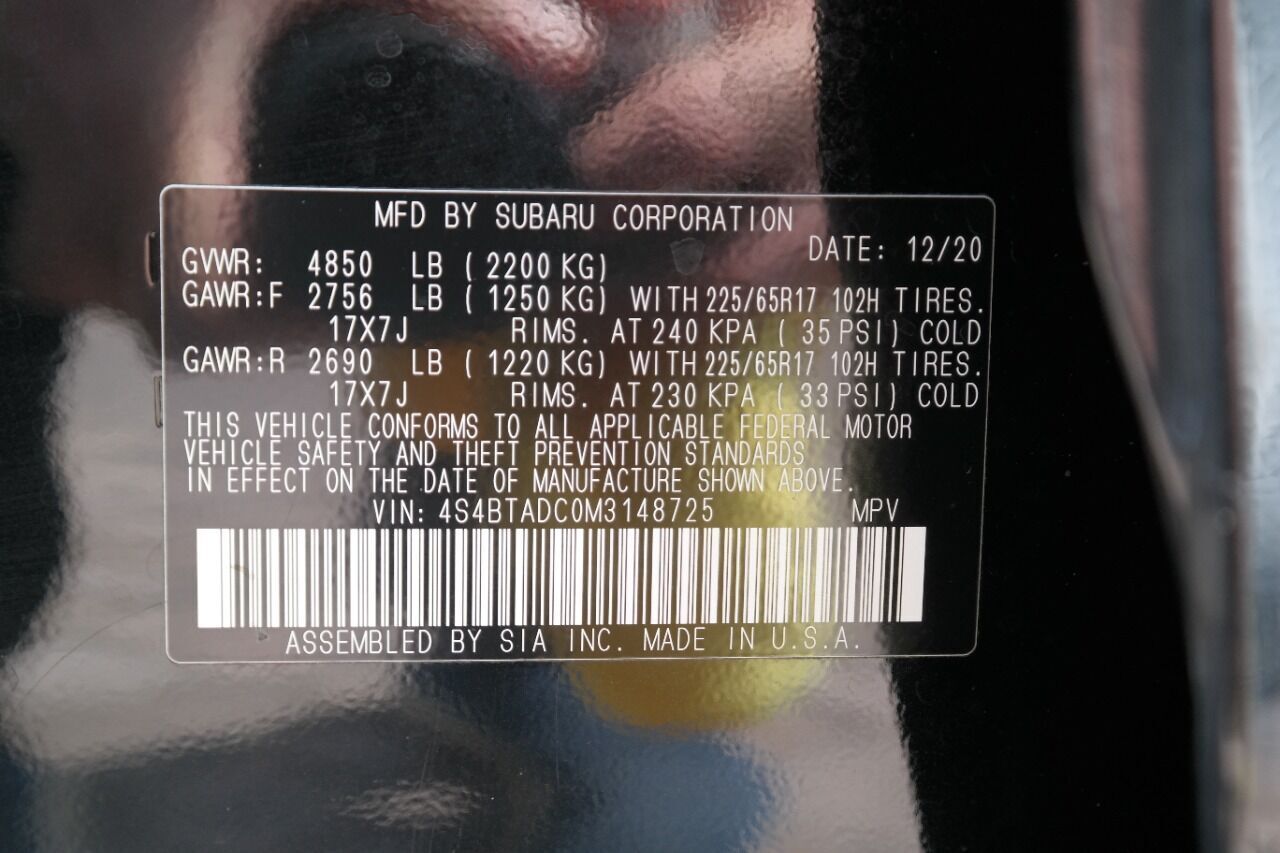 MFD BY SUBARU CORPORATION
DATE: 12/20
GVWR: 4850 LB (2200 KG)
GAWR:F 2756 LB (1250 KG) WITH 225/65R17 102H TIRES.
17X7J RIMS. AT 240 KPA (35 PSI) COLD
GAWR:R 2690 LB (1220 KG) WITH 225/65R17 102H TIRES.
17X7J RIMS. AT 230 KPA (33 PSI) COLD
THIS VEHICLE CONFORMS TO ALL APPLICABLE FEDERAL MOTOR
VEHICLE SAFETY AND THEFT PREVENTION STANDARDS
IN EFFECT ON THE DATE OF MANUFACTURE SHOWN ABOVE.
VIN: 4S4BTADC0M3148725 MPV
ASSEMBLED BY SIA INC. MADE IN U.S.A.